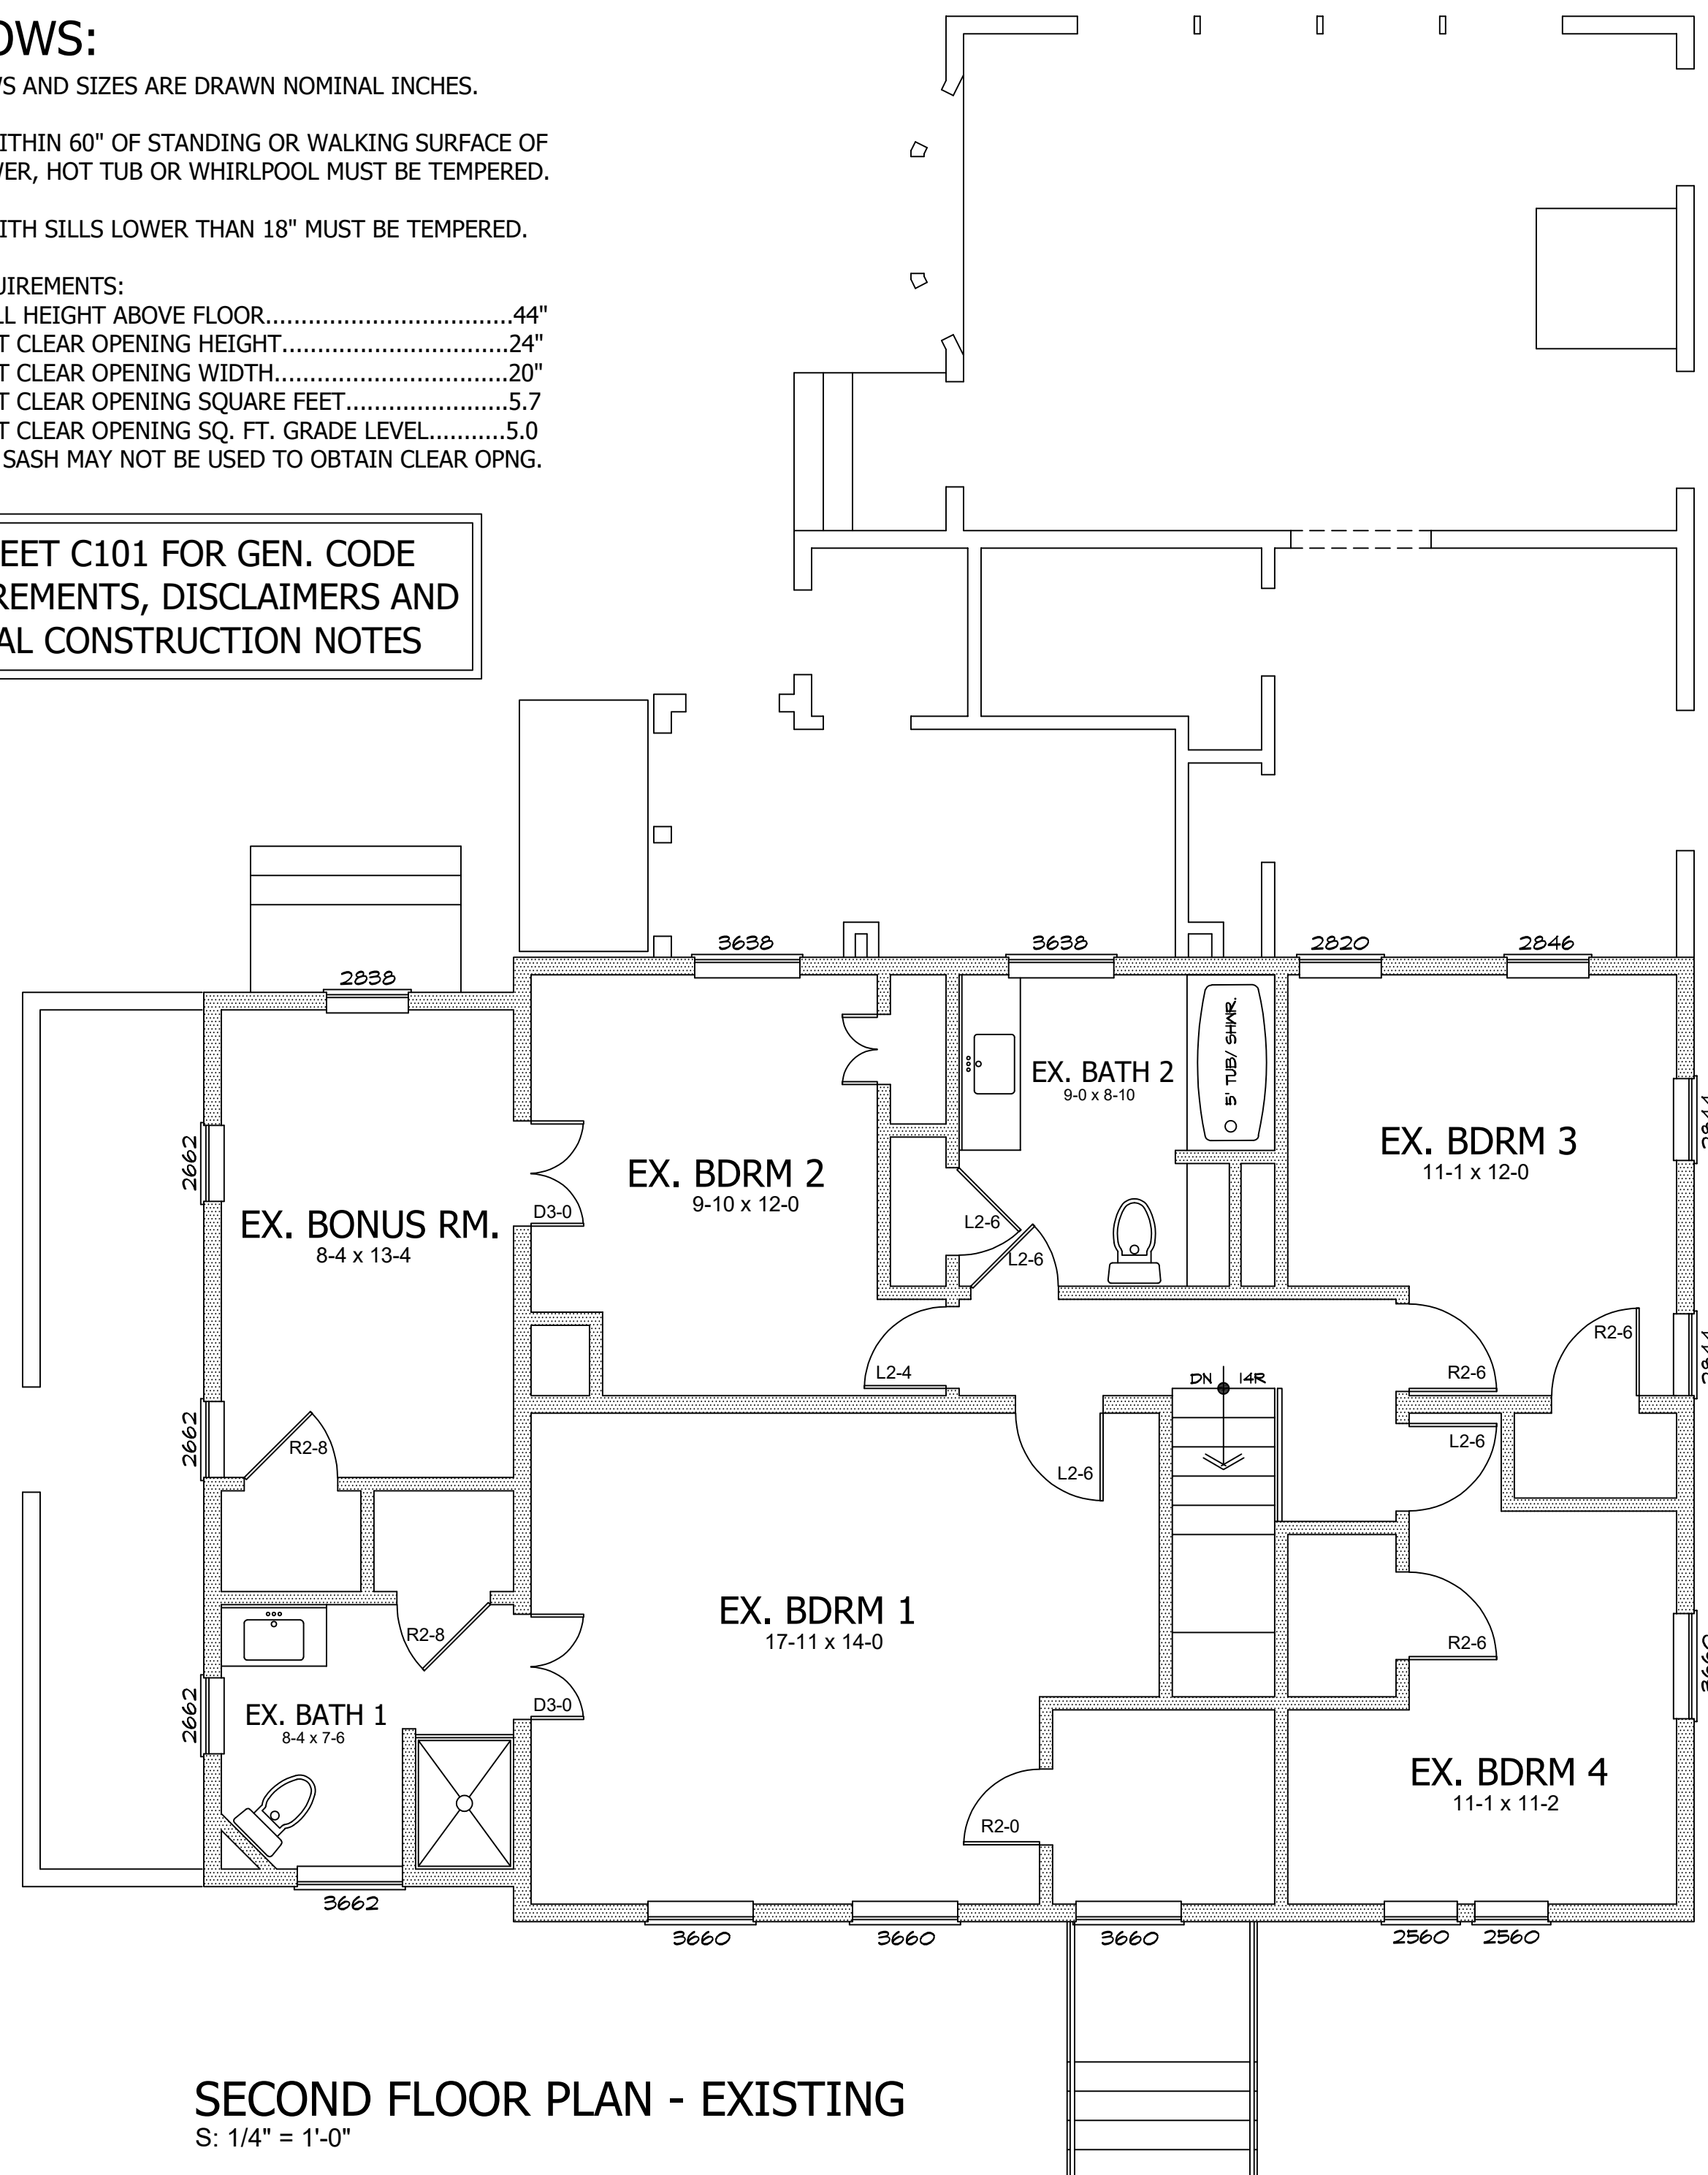 OWS:
WS AND SIZES ARE DRAWN NOMINAL INCHES.
WITHIN 60" OF STANDING OR WALKING SURFACE OF
WER, HOT TUB OR WHIRLPOOL MUST BE TEMPERED.
WITH SILLS LOWER THAN 18" MUST BE TEMPERED.
UIREMENTS:
LL HEIGHT ABOVE FLOOR...................................44"
T CLEAR OPENING HEIGHT................................24"
T CLEAR OPENING WIDTH.................................20"
T CLEAR OPENING SQUARE FEET.......................5.7
T CLEAR OPENING SQ. FT. GRADE LEVEL...........5.0
SASH MAY NOT BE USED TO OBTAIN CLEAR OPNG.
EET C101 FOR GEN. CODE
REMENTS, DISCLAIMERS AND
AL CONSTRUCTION NOTES
3638
3638
2820
2846
2838
5' TUB/ SHWR.
EX. BATH 2
9-0 x 8-10
2844
EX. BDRM 3
11-1 x 12-0
2662
EX. BDRM 2
9-10 x 12-0
D3-0
EX. BONUS RM.
8-4 x 13-4
L2-6
L2-6
R2-6
2844
L2-4
DN
14R
R2-6
2662
R2-8
L2-6
L2-6
EX. BDRM 1
17-11 x 14-0
R2-8
R2-6
3660
2662
EX. BATH 1
8-4 x 7-6
D3-0
EX. BDRM 4
11-1 x 11-2
R2-0
3662
3660
3660
3660
2560
2560
SECOND FLOOR PLAN - EXISTING
S: 1/4" = 1'-0"